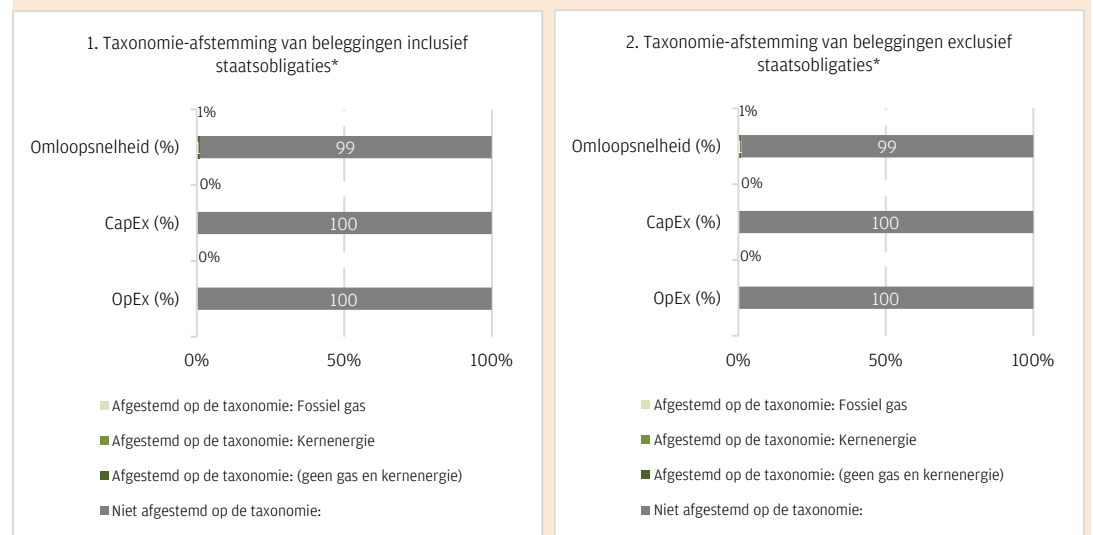 1. Taxonomie-afstemming van beleggingen inclusief
staatsobligaties*
1%
Omloopsnelheid (%)
1
99
0%
CapEx (%)
100
0%
OpEx (%)
100
0%
50%
100%
Afgestemd op de taxonomie: Fossiel gas
Afgestemd op de taxonomie: Kernenergie
Afgestemd op de taxonomie: (geen gas en kernenergie)
Niet afgestemd op de taxonomie:
2. Taxonomie-afstemming van beleggingen exclusief
staatsobligaties*
1%
Omloopsnelheid (%)
1
99
0%
CapEx (%)
100
0%
OpEx (%)
100
0%
50%
100%
Afgestemd op de taxonomie: Fossiel gas
Afgestemd op de taxonomie: Kernenergie
Afgestemd op de taxonomie: (geen gas en kernenergie)
Niet afgestemd op de taxonomie: